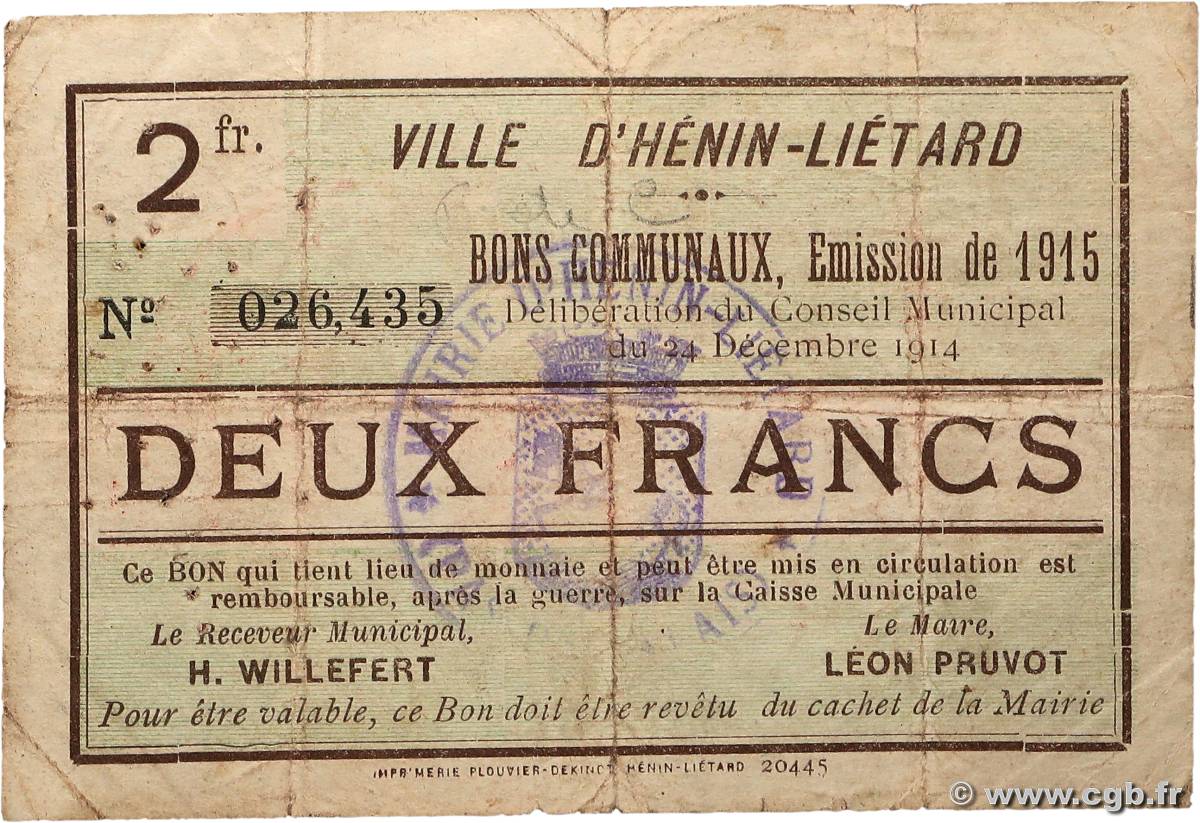 2 fr.
VILLE D'HÉNIN-LIÉTARD
BONS COMMUNAUX, Emission de 1915
Nº 026,435
Délibération du Conseil Municipal
du 24 Décembre 1914
MAIRIE D'HÉNIN-LIÉTARD
DEUX FRANCS
Ce BON qui tient lieu de monnaie et peut être mis en circulation est
remboursable, après la guerre, sur la Caisse Municipale
Le Receveur Municipal,
H. WILLEFERT
Le Maire,
LÉON PRUVOT
Pour être valable, ce Bon doit être revêtu du cachet de la Mairie
IMPRIMERIE PLOUVIER-DEKINDT HÉNIN-LIÉTARD 20445
© www.cgb.fr